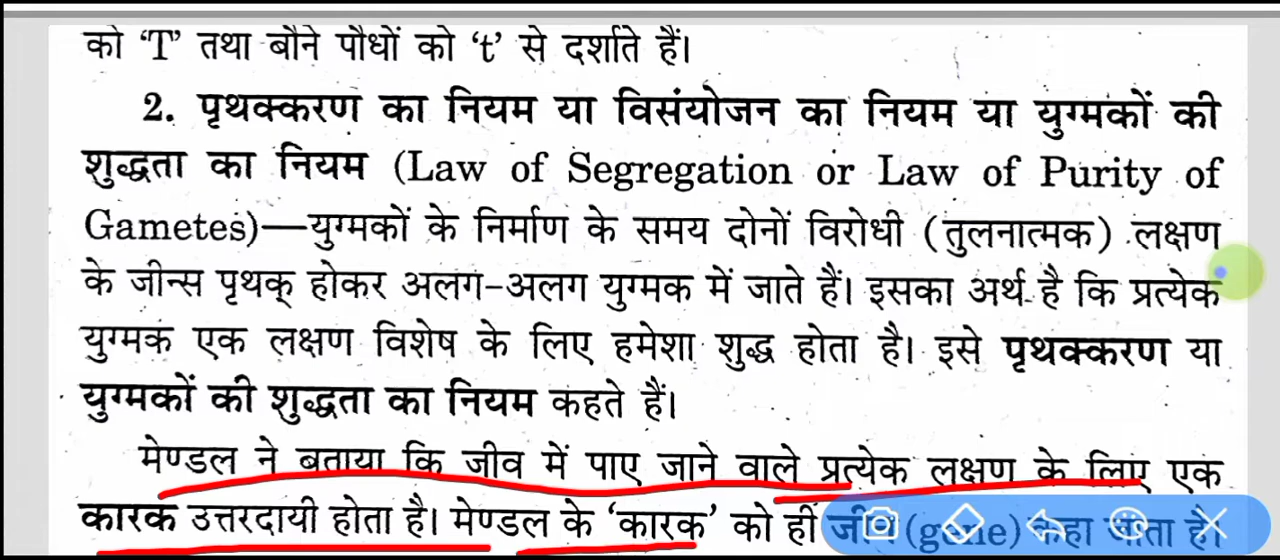 को ‘T’ तथा बौने पौधों को ‘t’ से दर्शाते हैं।
2. पृथक्करण का नियम या विसंयोजन का नियम या युग्मकों की
शुद्धता का नियम (Law of Segregation or Law of Purity of
Gametes)—युग्मकों के निर्माण के समय दोनों विरोधी (तुलनात्मक) लक्षण
के जीन्स पृथक् होकर अलग-अलग युग्मक में जाते हैं। इसका अर्थ है कि प्रत्येक
युग्मक एक लक्षण विशेष के लिए हमेशा शुद्ध होता है। इसे पृथक्करण या
युग्मकों की शुद्धता का नियम कहते हैं।
मेण्डल ने बताया कि जीव में पाए जाने वाले प्रत्येक लक्षण के लिए एक
कारक उत्तरदायी होता है। मेण्डल के ‘कारक’ को हीं जीन (gene) कहा जाता है।